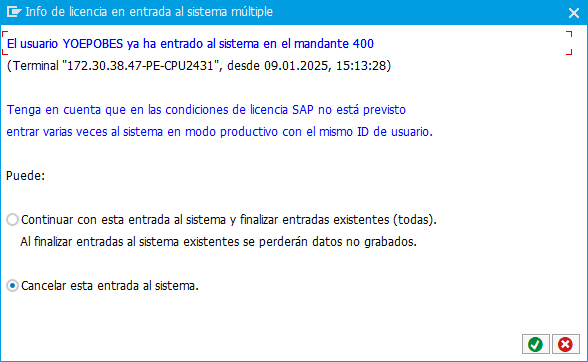 Info de licencia en entrada al sistema múltiple
El usuario YOEPOBES ya ha entrado al sistema en el mandante 400
(Terminal "172.30.38.47-PE-CPU2431", desde 09.01.2025, 15:13:28)
Tenga en cuenta que en las condiciones de licencia SAP no está previsto
entrar varias veces al sistema en modo productivo con el mismo ID de usuario.
Puede:
Continuar con esta entrada al sistema y finalizar entradas existentes (todas).
Al finalizar entradas al sistema existentes se perderán datos no grabados.
Cancelar esta entrada al sistema.